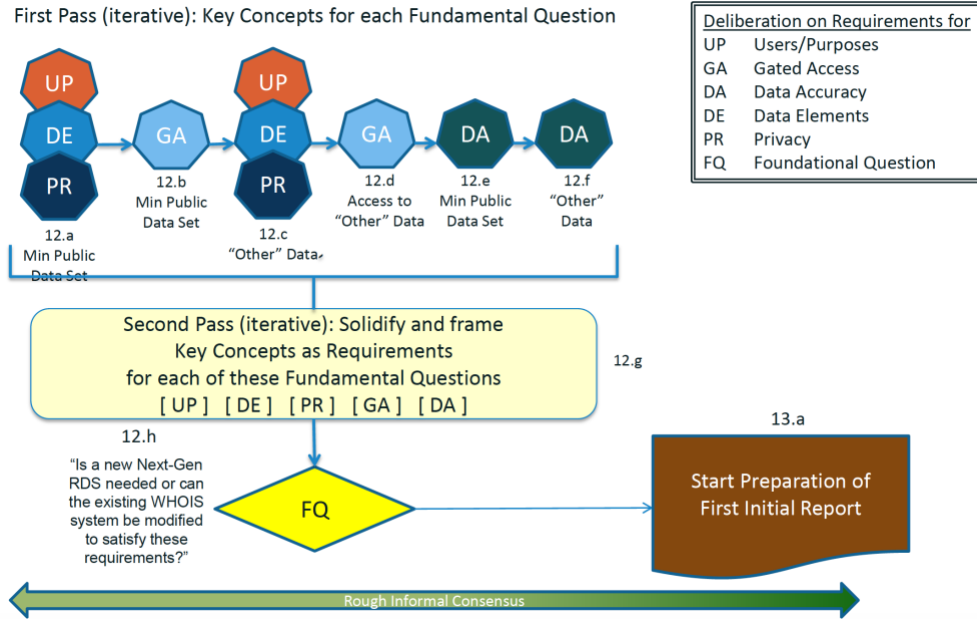 First Pass (iterative): Key Concepts for each Fundamental Question
Deliberation on Requirements for
UP Users/Purposes
GA Gated Access
DA Data Accuracy
DE Data Elements
PR Privacy
FQ Foundational Question
UP
DE
PR
12.a
Min Public
Data Set
GA
12.b
Min Public
Data Set
UP
DE
PR
12.c
“Other” Data
GA
12.d
Access to
“Other” Data
DA
12.e
Min Public
Data Set
DA
12.f
“Other”
Data
Second Pass (iterative): Solidify and frame
Key Concepts as Requirements
for each of these Fundamental Questions
[ UP ] [ DE ] [ PR ] [ GA ] [ DA ]
12.g
12.h
“Is a new Next-Gen
RDS needed or can
the existing WHOIS
system be modified
to satisfy these
requirements?”
FQ
13.a
Start Preparation of
First Initial Report
Rough Informal Consensus